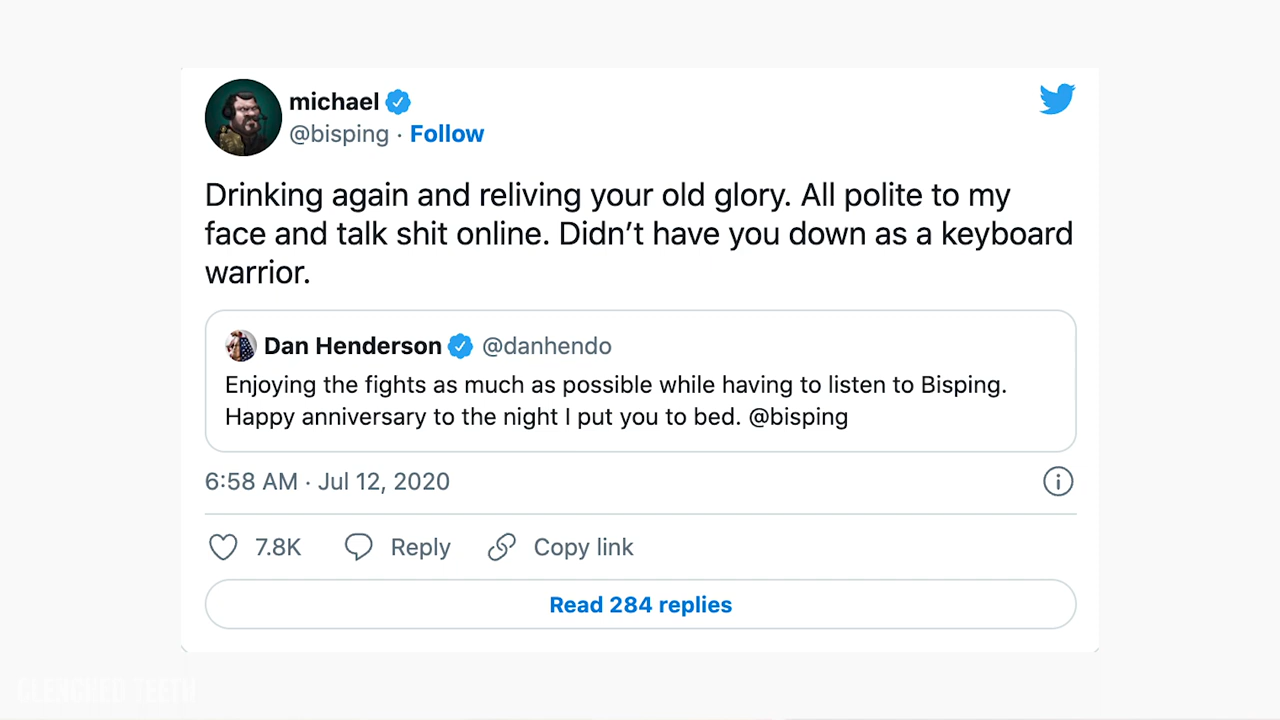 michael
@bisping · Follow
Drinking again and reliving your old glory. All polite to my
face and talk shit online. Didn’t have you down as a keyboard
warrior.
Dan Henderson @danhendo
Enjoying the fights as much as possible while having to listen to Bisping.
Happy anniversary to the night I put you to bed. @bisping
6:58 AM · Jul 12, 2020
7.8K Reply Copy link
Read 284 replies
CLENCHED TEETH